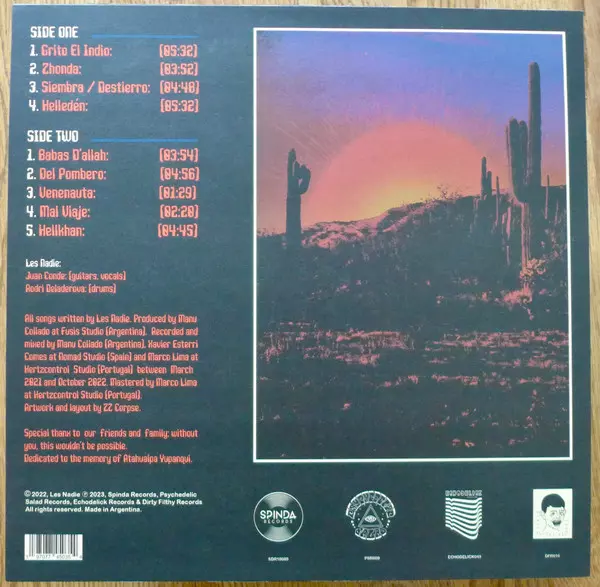 SIDE ONE
1. Grito El Indio: (05:32)
2. Zhonda: (03:52)
3. Siembra / Destierro: (04:40)
4. Helledén: (05:32)
SIDE TWO
1. Babas D'allah: (03:54)
2. Del Pombero: (04:56)
3. Venenauta: (01:29)
4. Mal Viaje: (02:20)
5. Helikhan: (04:45)
Les Nadie:
Juan Conde: (guitars, vocals)
Rodri Deladerova: (drums)
All songs written by Les Nadie. Produced by Manu
Collado at Fusis Studio (Argentina). Recorded and
mixed by Manu Collado (Argentina), Xavier Esterri
Comes at Nomad Studio (Spain) and Marco Lima at
Hertzcontrol Studio (Portugal) between March
2021 and October 2022. Mastered by Marco Lima
at Hertzcontrol Studio (Portugal).
Artwork and layout by ZZ Corpse.
Special thanx to our friends and family; without
you, this wouldn't be possible.
Dedicated to the memory of Atahualpa Yupanqui.
© 2022, Les Nadie ℗ 2023, Spinda Records, Psychedelic
Salad Records, Echodelick Records & Dirty Filthy Records
All rights reserved. Made in Argentina.
SPINDA
RECORDS